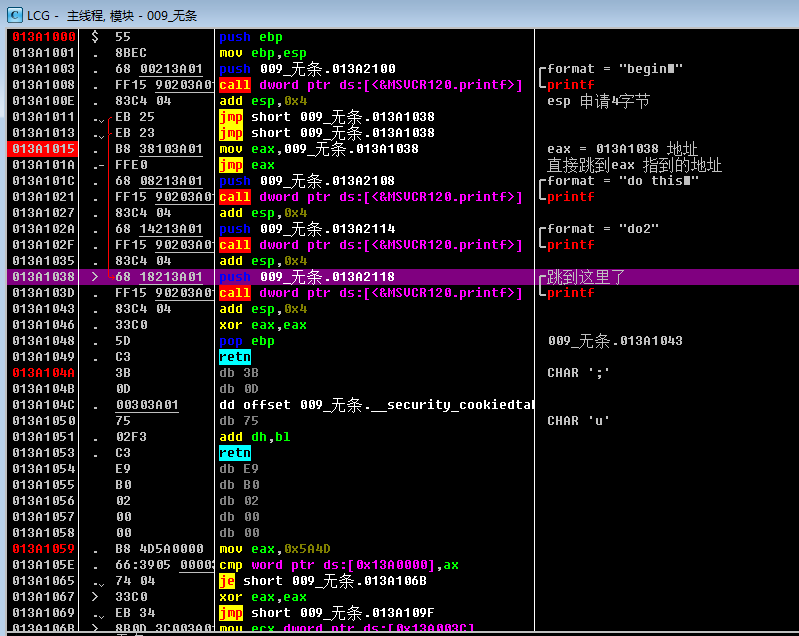 LCG - 主线程, 模块 - 009_无条
013A1000 $ 55 push ebp
013A1001 . 8BEC mov ebp,esp
013A1003 . 68 00213A01 push 009_无条.013A2100 format = "begin■"
013A1008 . FF15 90203A0 call dword ptr ds:[<&MSVCR120.printf>] printf
013A100E . 83C4 04 add esp,0x4 esp 申请4字节
013A1011 . EB 25 jmp short 009_无条.013A1038
013A1013 . EB 23 jmp short 009_无条.013A1038
013A1015 . B8 38103A01 mov eax,009_无条.013A1038 eax = 013A1038 地址
013A101A .- FFE0 jmp eax 直接跳到eax 指到的地址
013A101C . 68 08213A01 push 009_无条.013A2108 format = "do this■"
013A1021 . FF15 90203A0 call dword ptr ds:[<&MSVCR120.printf>] printf
013A1027 . 83C4 04 add esp,0x4
013A102A . 68 14213A01 push 009_无条.013A2114 format = "do2"
013A102F . FF15 90203A0 call dword ptr ds:[<&MSVCR120.printf>] printf
013A1035 . 83C4 04 add esp,0x4
013A1038 > 68 18213A01 push 009_无条.013A2118 跳到这里了
013A103D . FF15 90203A0 call dword ptr ds:[<&MSVCR120.printf>] printf
013A1043 . 83C4 04 add esp,0x4
013A1046 . 33C0 xor eax,eax
013A1048 . 5D pop ebp 009_无条.013A1043
013A1049 . C3 retn
013A104A 3B db 3B CHAR ';'
013A104B 0D db 0D
013A104C . 00303A01 dd offset 009_无条.__security_cookiedtal
013A1050 75 db 75 CHAR 'u'
013A1051 . 02F3 add dh,bl
013A1053 . C3 retn
013A1054 E9 db E9
013A1055 B0 db B0
013A1056 02 db 02
013A1057 00 db 00
013A1058 00 db 00
013A1059 . B8 4D5A0000 mov eax,0x5A4D
013A105E . 66:3905 0000 cmp word ptr ds:[0x13A0000],ax
013A1065 . 74 04 je short 009_无条.013A106B
013A1067 > 33C0 xor eax,eax
013A1069 . EB 34 jmp short 009_无条.013A109F
013A106B > 8B0D 3C003A0 mov ecx,dword ptr ds:[0x13A003C]